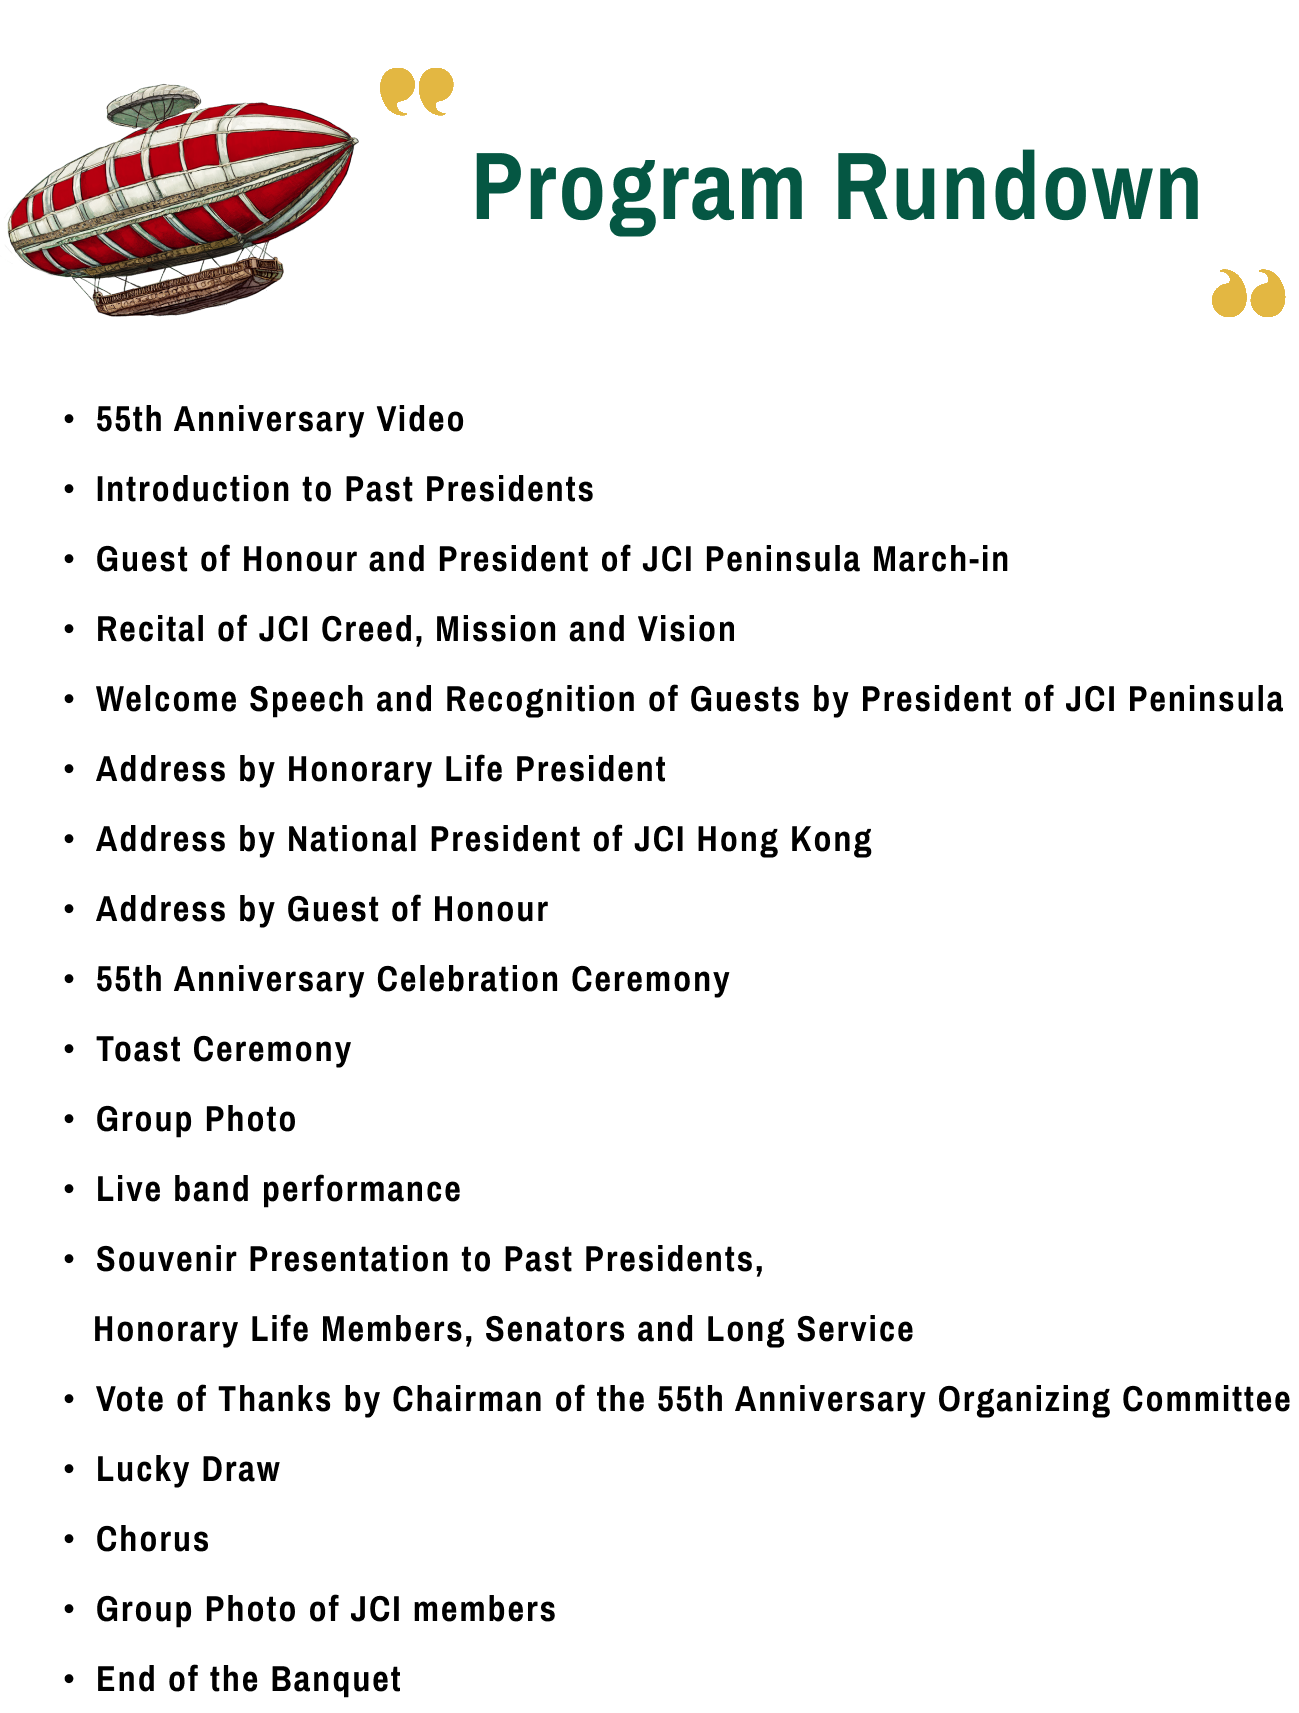 Program Rundown
• 55th Anniversary Video
• Introduction to Past Presidents
• Guest of Honour and President of JCI Peninsula March-in
• Recital of JCI Creed, Mission and Vision
• Welcome Speech and Recognition of Guests by President of JCI Peninsula
• Address by Honorary Life President
• Address by National President of JCI Hong Kong
• Address by Guest of Honour
• 55th Anniversary Celebration Ceremony
• Toast Ceremony
• Group Photo
• Live band performance
• Souvenir Presentation to Past Presidents,
Honorary Life Members, Senators and Long Service
• Vote of Thanks by Chairman of the 55th Anniversary Organizing Committee
• Lucky Draw
• Chorus
• Group Photo of JCI members
• End of the Banquet